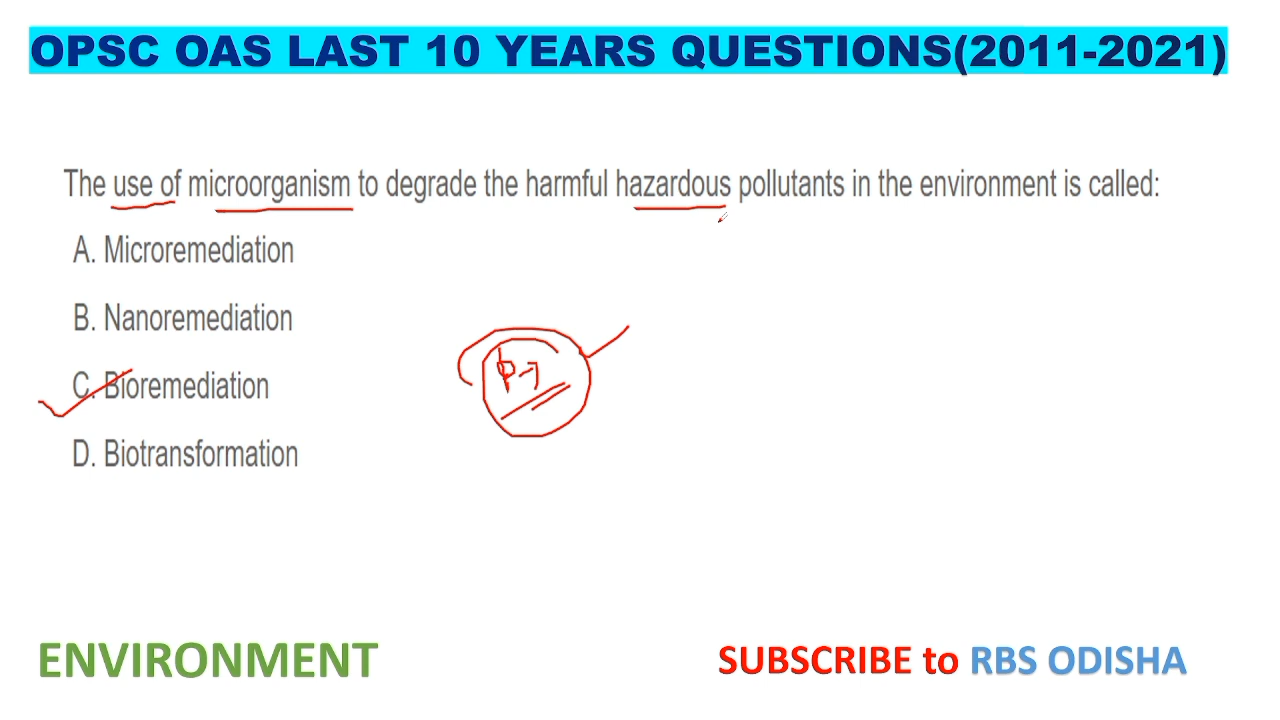 OPSC OAS LAST 10 YEARS QUESTIONS(2011-2021)
The use of microorganism to degrade the harmful hazardous pollutants in the environment is called:
A. Microremediation
B. Nanoremediation
C. Bioremediation
D. Biotransformation
ENVIRONMENT
SUBSCRIBE to RBS ODISHA